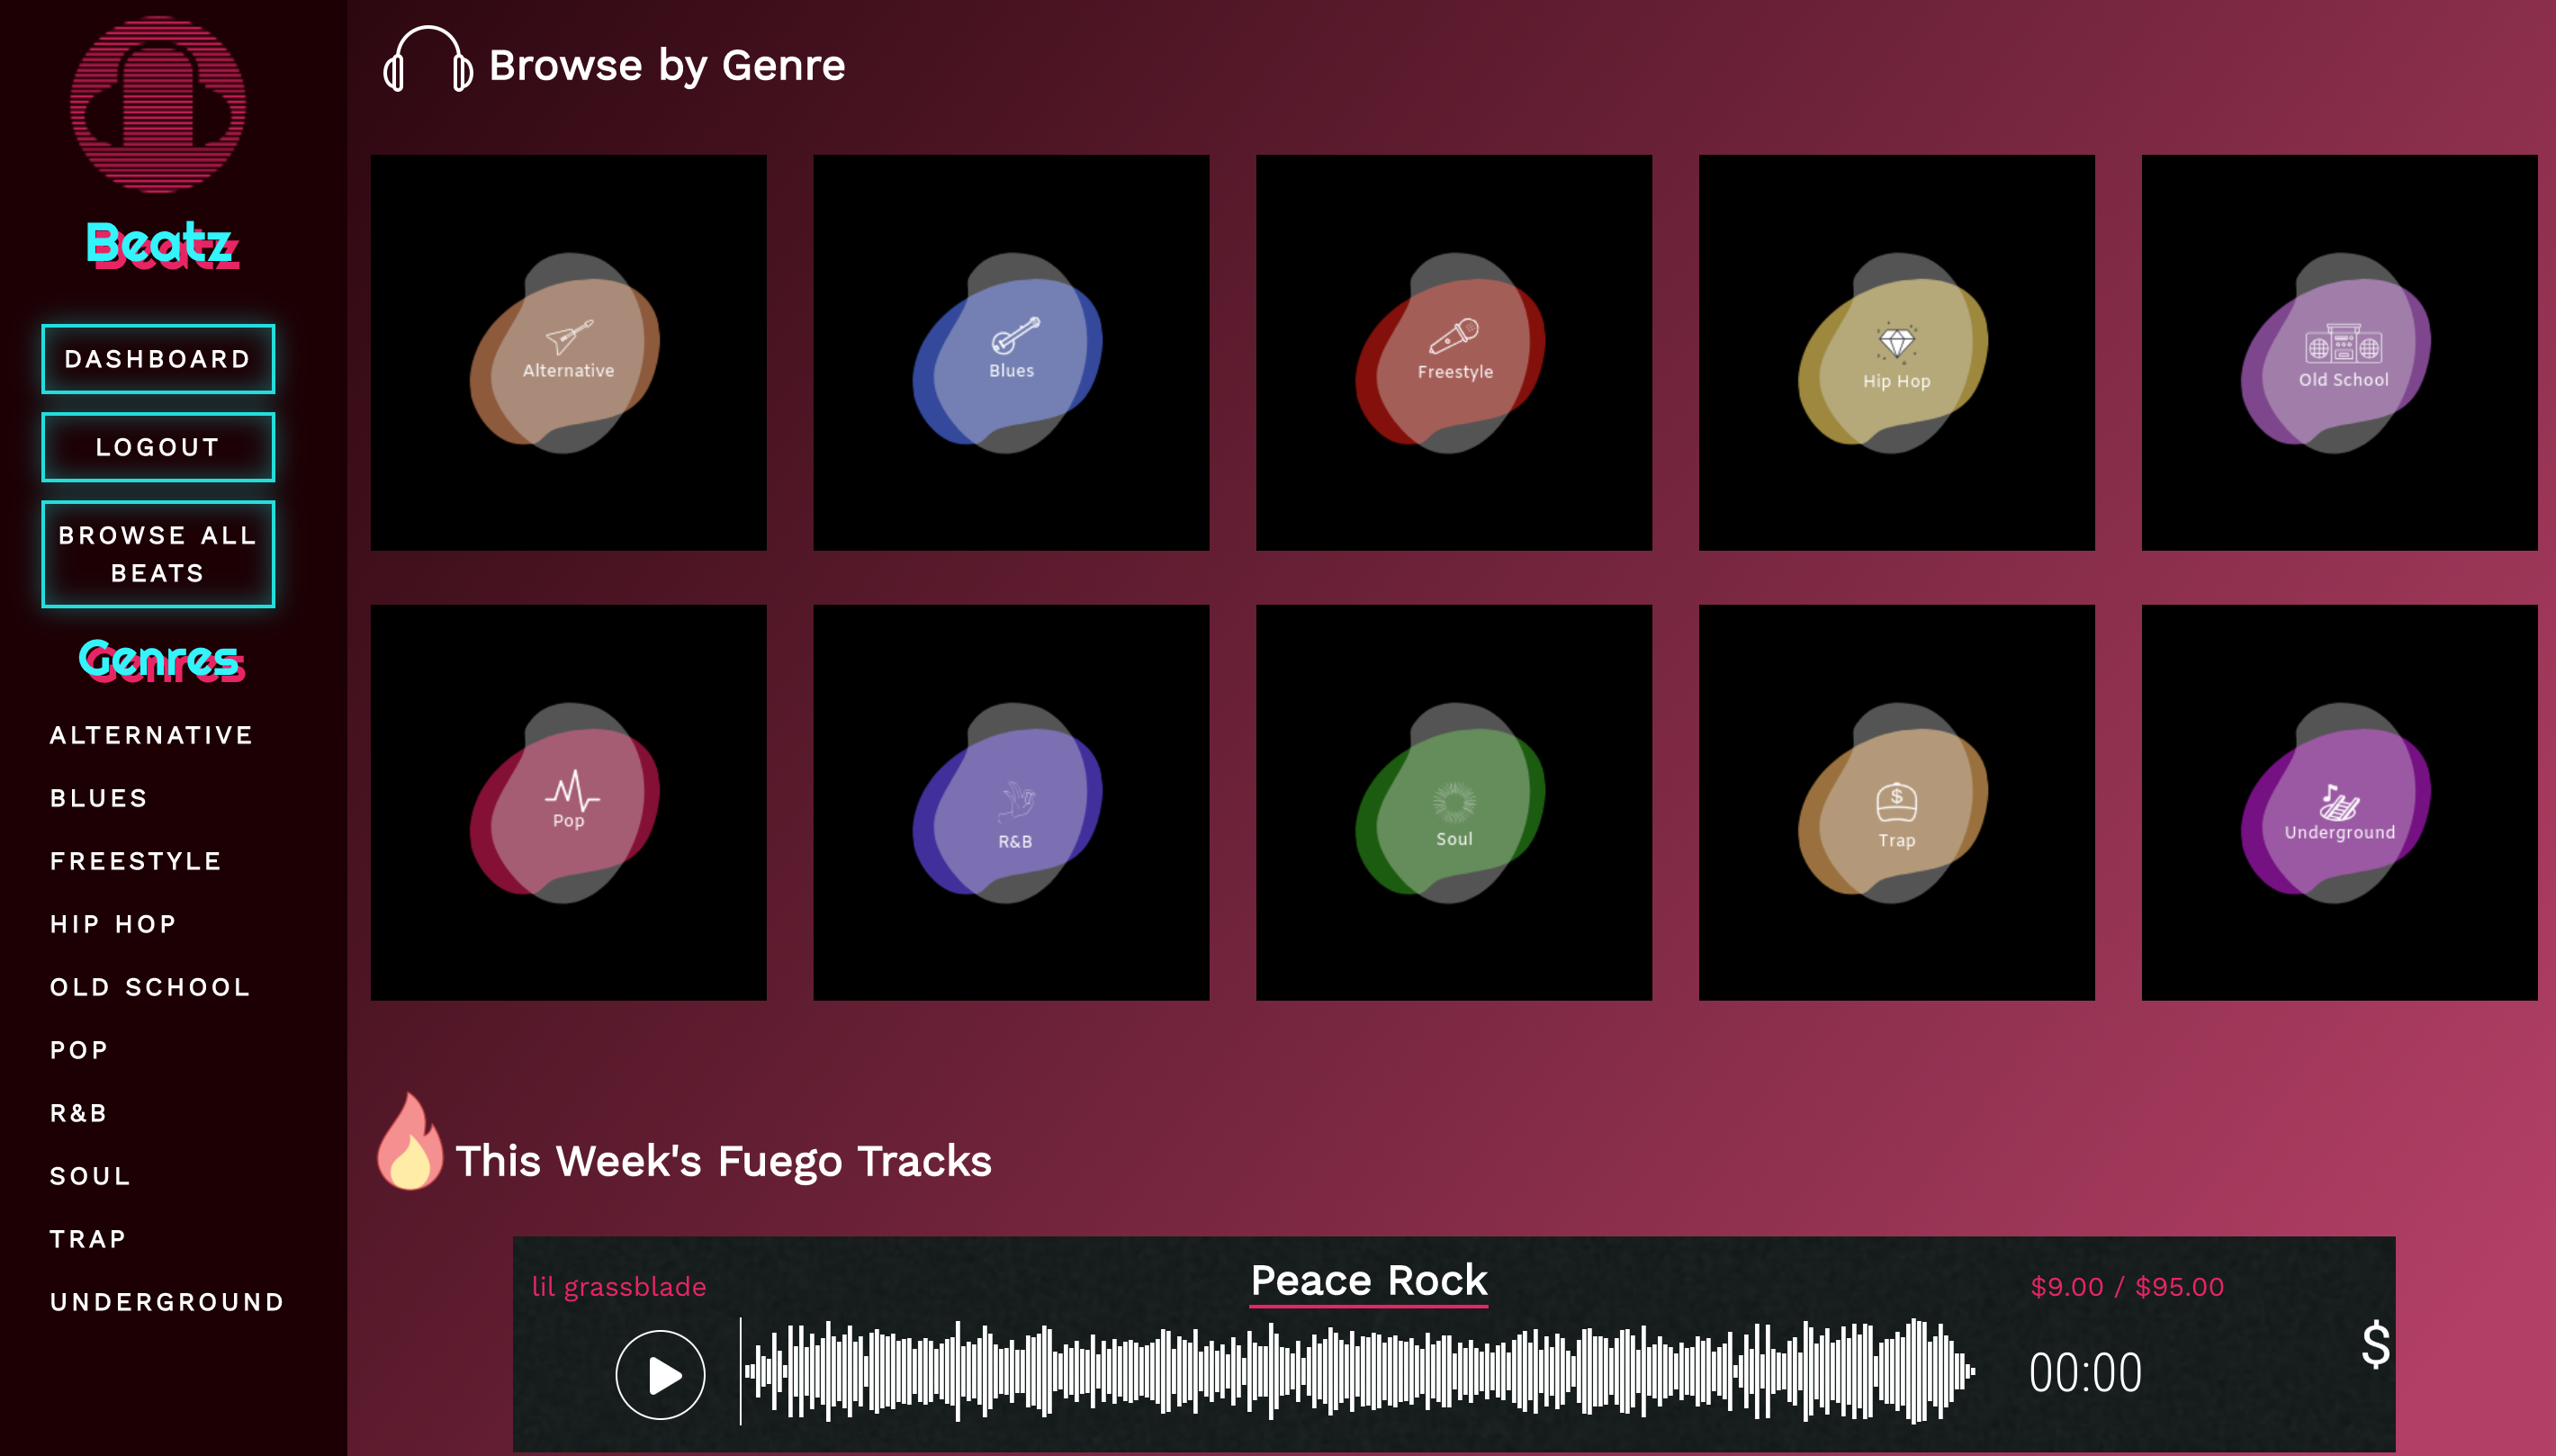 Beatz
DASHBOARD
LOGOUT
BROWSE ALL
BEATS
Genres
ALTERNATIVE
BLUES
FREESTYLE
HIP HOP
OLD SCHOOL
POP
R&B
SOUL
TRAP
UNDERGROUND
Browse by Genre
Alternative
Blues
Freestyle
Hip Hop
Old School
Pop
R&B
Soul
$
Trap
Underground
This Week's Fuego Tracks
lil grassblade
Peace Rock
$9.00 / $95.00
00:00
$